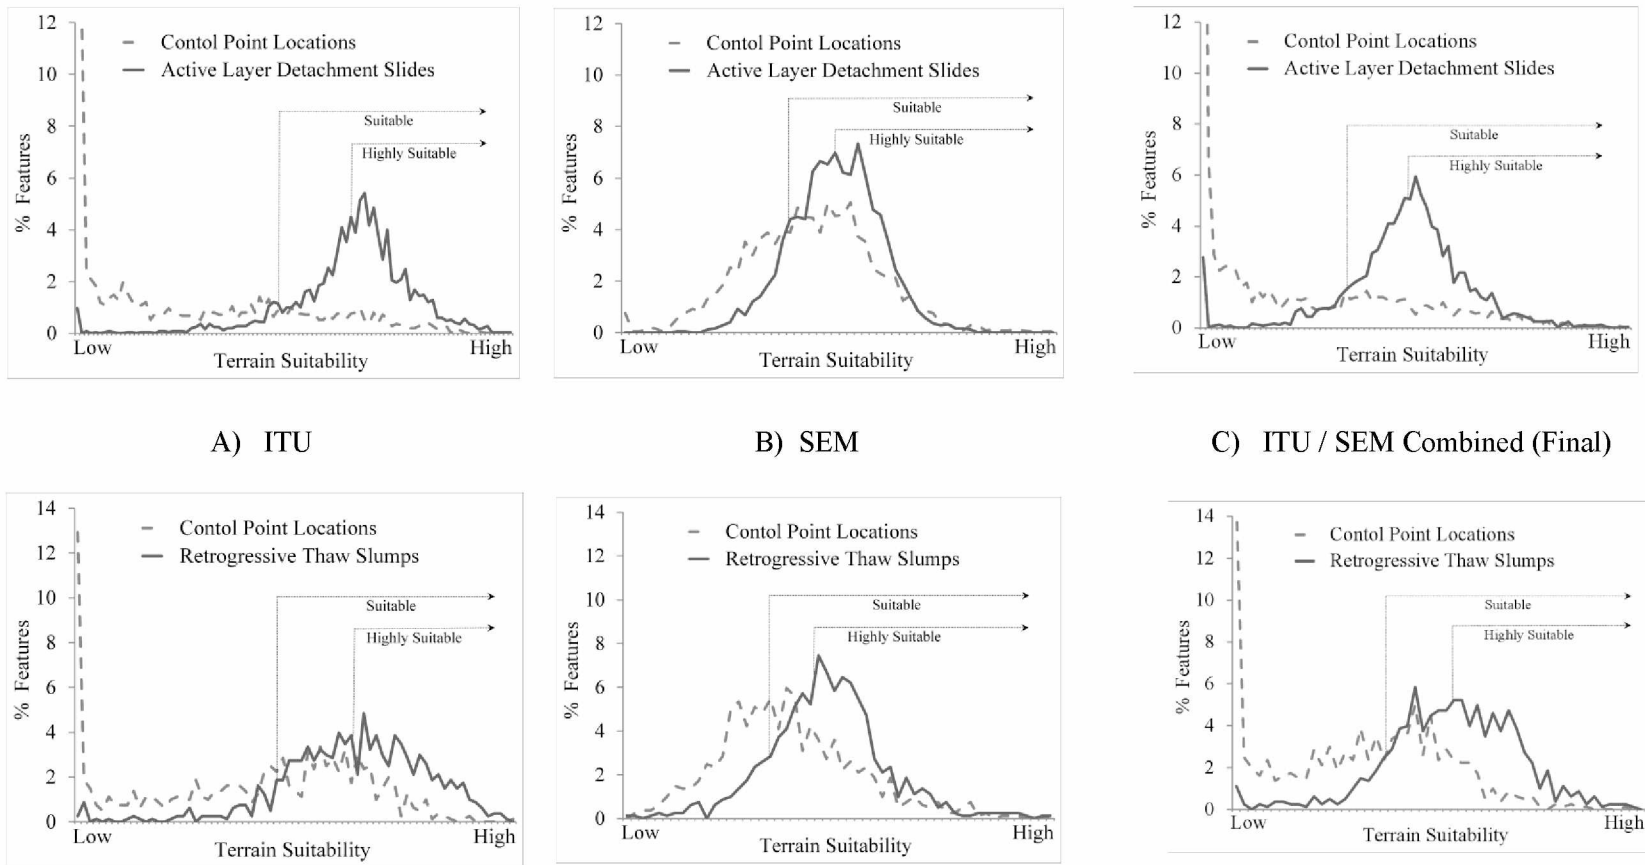 12
10
8
6
4
2
0
% Features
Contol Point Locations
Active Layer Detachment Slides
Suitable
Highly Suitable
Low
High
Terrain Suitability
12
10
8
6
4
2
0
% Features
Contol Point Locations
Active Layer Detachment Slides
Suitable
Highly Suitable
Low
High
Terrain Suitability
12
10
8
6
4
2
0
% Features
Contol Point Locations
Active Layer Detachment Slides
Suitable
Highly Suitable
Low
High
Terrain Suitability
A) ITU
B) SEM
C) ITU / SEM Combined (Final)
14
12
10
8
6
4
2
0
% Features
Contol Point Locations
Retrogressive Thaw Slumps
Suitable
Highly Suitable
Low
High
Terrain Suitability
14
12
10
8
6
4
2
0
% Features
Contol Point Locations
Retrogressive Thaw Slumps
Suitable
Highly Suitable
Low
High
Terrain Suitability
14
12
10
8
6
4
2
0
% Features
Contol Point Locations
Retrogressive Thaw Slumps
Suitable
Highly Suitable
Low
High
Terrain Suitability